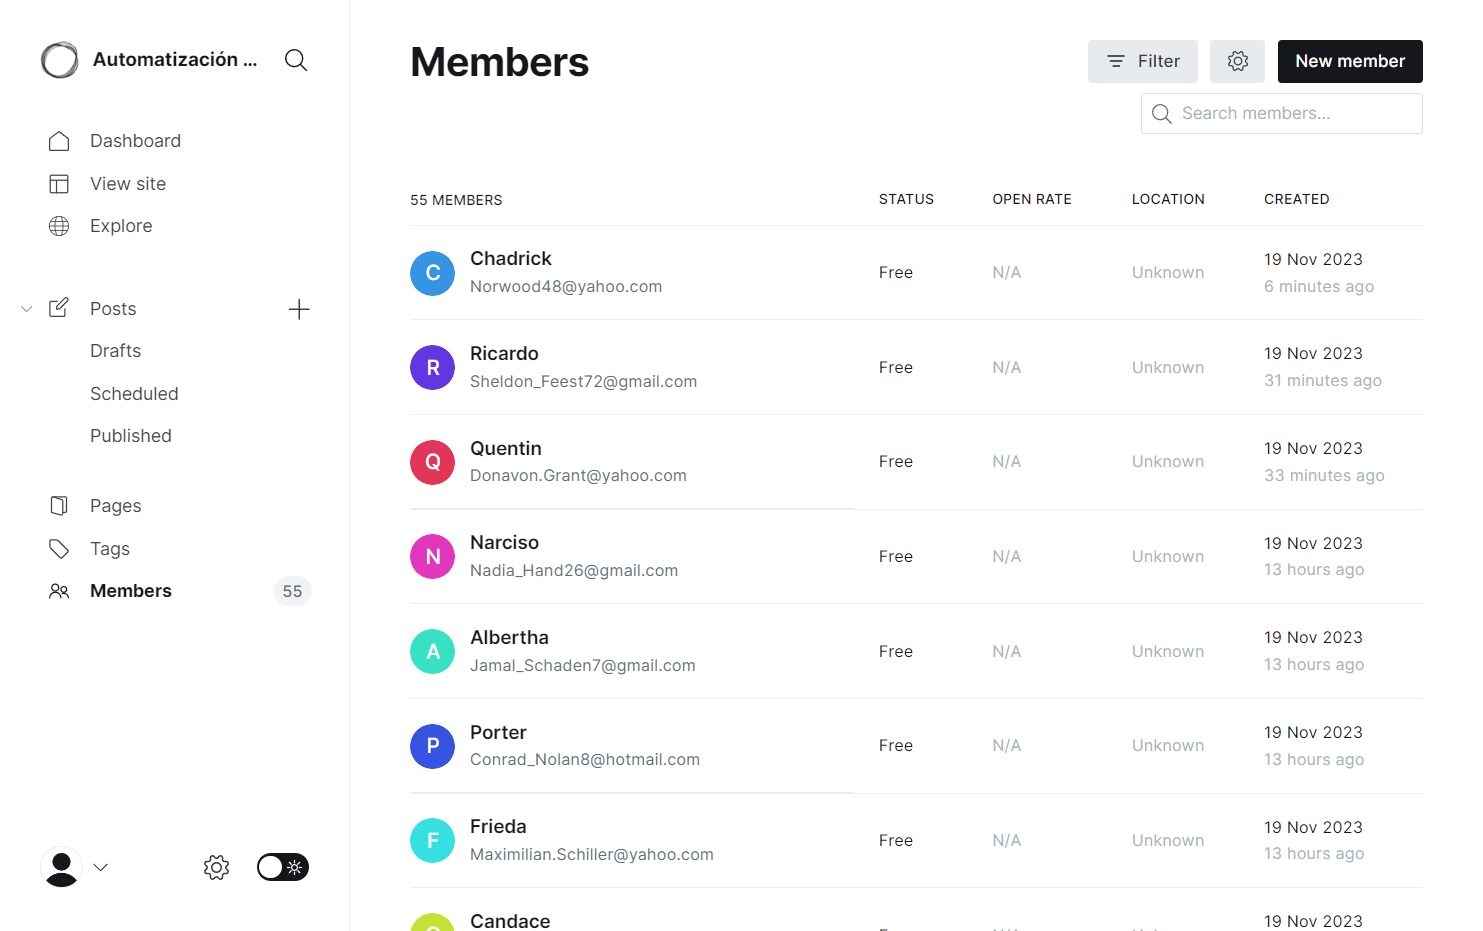 Automatización ...
Dashboard
View site
Explore
Posts
Drafts
Scheduled
Published
Pages
Tags
Members 55
Members
Filter
New member
Search members...
55 MEMBERS STATUS OPEN RATE LOCATION CREATED
C Chadrick
Norwood48@yahoo.com
Free N/A Unknown
19 Nov 2023
6 minutes ago
R Ricardo
Sheldon_Feest72@gmail.com
Free N/A Unknown
19 Nov 2023
31 minutes ago
Q Quentin
Donavon.Grant@yahoo.com
Free N/A Unknown
19 Nov 2023
33 minutes ago
N Narciso
Nadia_Hand26@gmail.com
Free N/A Unknown
19 Nov 2023
13 hours ago
A Albertha
Jamal_Schaden7@gmail.com
Free N/A Unknown
19 Nov 2023
13 hours ago
P Porter
Conrad_Nolan8@hotmail.com
Free N/A Unknown
19 Nov 2023
13 hours ago
F Frieda
Maximilian.Schiller@yahoo.com
Free N/A Unknown
19 Nov 2023
13 hours ago
Candace
19 Nov 2023